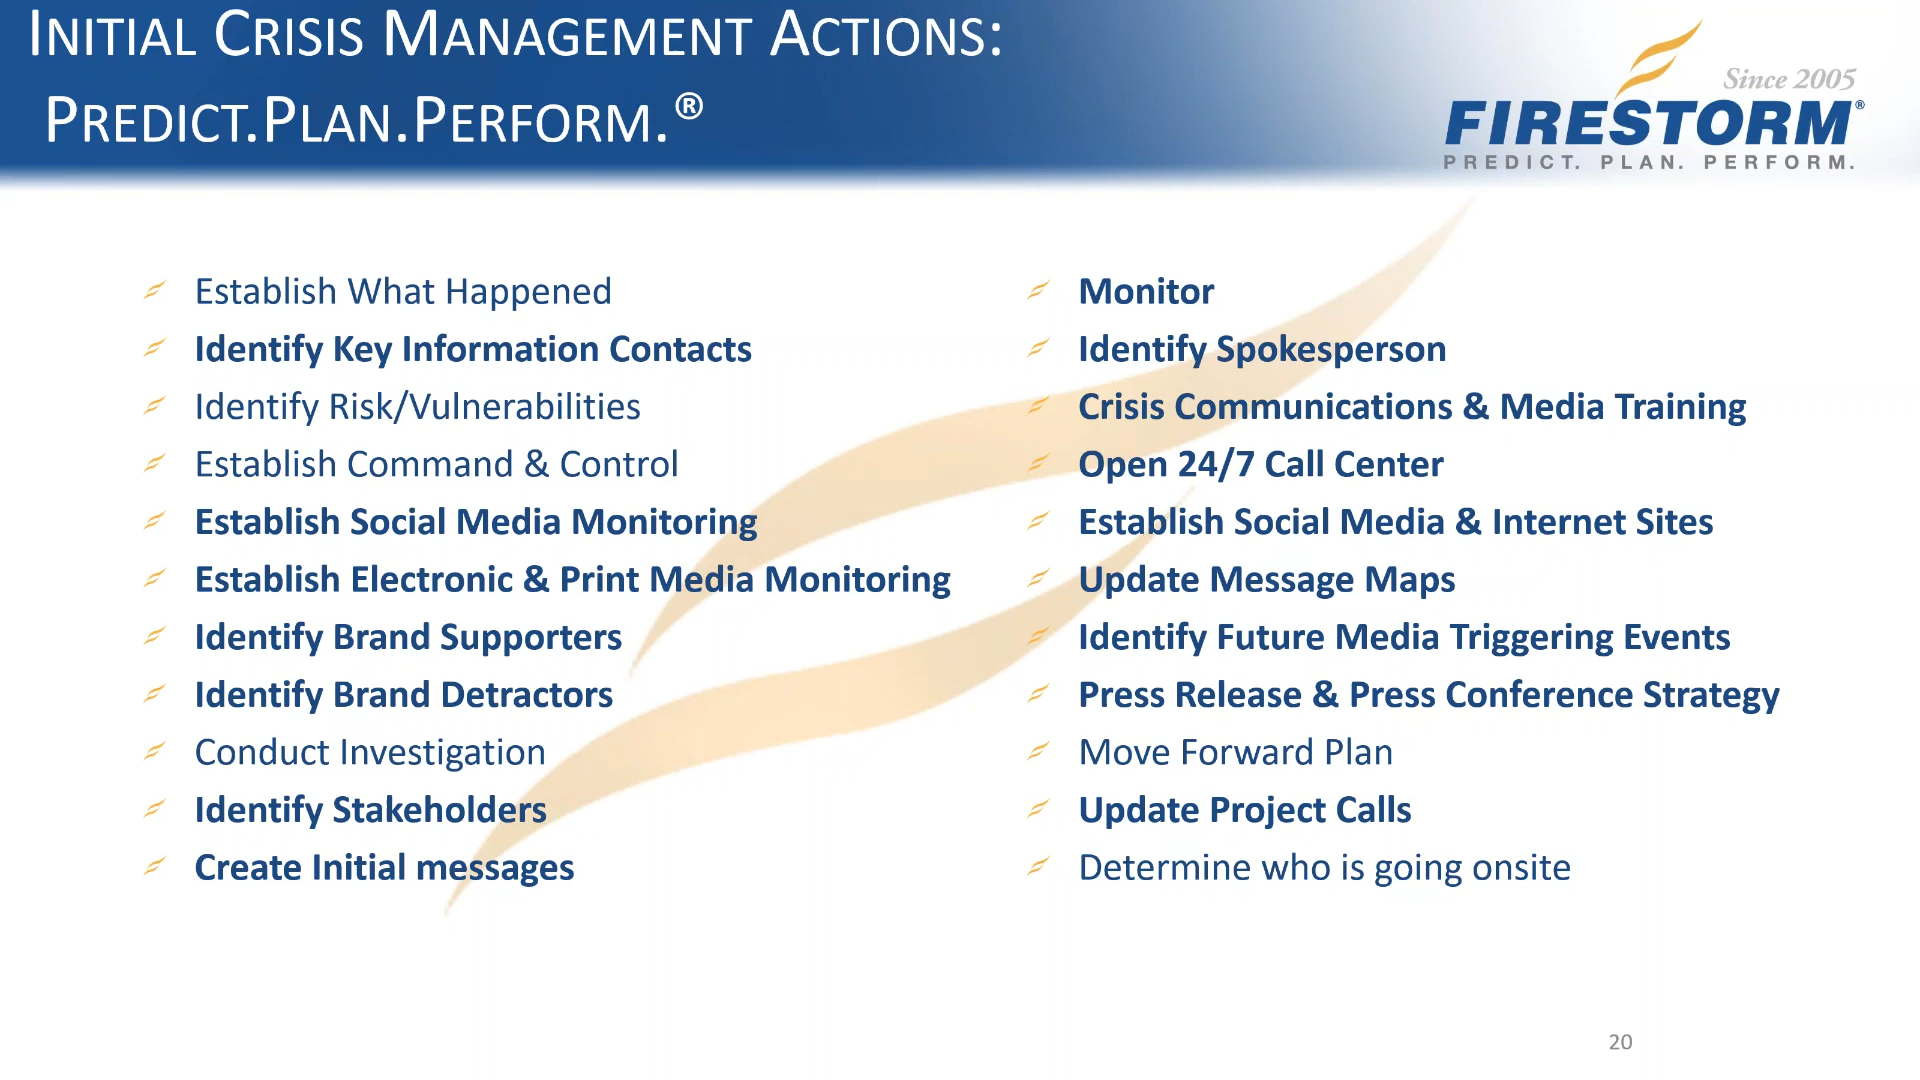 INITIAL CRISIS MANAGEMENT ACTIONS:
PREDICT.PLAN.PERFORM.®
Since 2005
FIRESTORM®
PREDICT. PLAN. PERFORM.
Establish What Happened
Identify Key Information Contacts
Identify Risk/Vulnerabilities
Establish Command & Control
Establish Social Media Monitoring
Establish Electronic & Print Media Monitoring
Identify Brand Supporters
Identify Brand Detractors
Conduct Investigation
Identify Stakeholders
Create Initial messages
Monitor
Identify Spokesperson
Crisis Communications & Media Training
Open 24/7 Call Center
Establish Social Media & Internet Sites
Update Message Maps
Identify Future Media Triggering Events
Press Release & Press Conference Strategy
Move Forward Plan
Update Project Calls
Determine who is going onsite
20